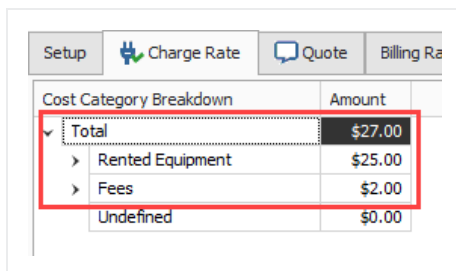 Setup Charge Rate Quote Billing Ra
Cost Category Breakdown Amount
Total $27.00
Rented Equipment $25.00
Fees $2.00
Undefined $0.00